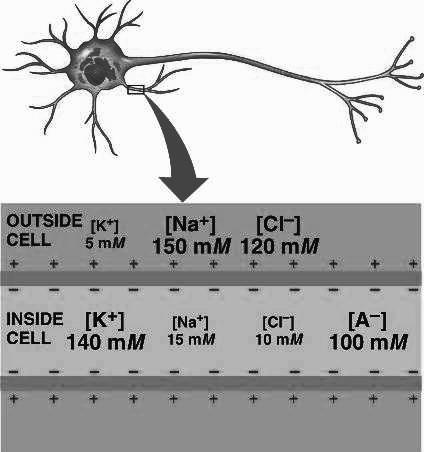 OUTSIDE CELL
[K⁺] 5 mM
[Na⁺] 150 mM
[Cl⁻] 120 mM
+ + + + + + + + + + +
– – – – – – – – – – –
INSIDE CELL
[K⁺] 140 mM
[Na⁺] 15 mM
[Cl⁻] 10 mM
[A⁻] 100 mM
– – – – – – – – – – –
+ + + + + + + + + + +